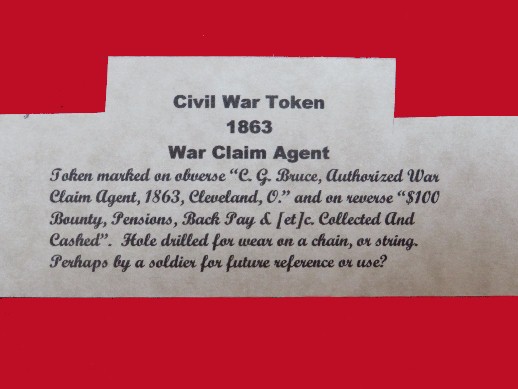 Civil War Token
1863
War Claim Agent
Token marked on obverse “C. G. Bruce, Authorized War
Claim Agent, 1863, Cleveland, O.” and on reverse “$100
Bounty, Pensions, Back Pay & [et]c. Collected And
Cashed”.  Hole drilled for wear on a chain, or string.
Perhaps by a soldier for future reference or use?